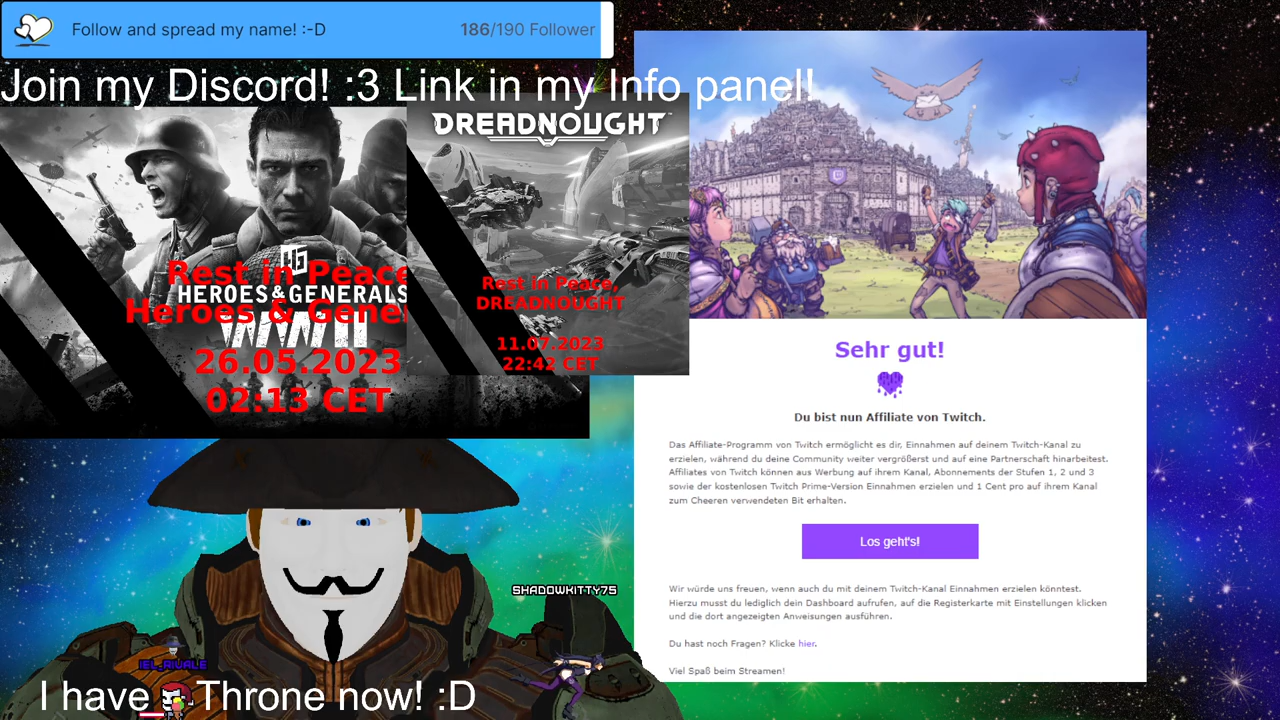 Follow and spread my name! :-D
186/190 Follower
Join my Discord! :3 Link in my Info panel!
DREADNOUGHT
Rest in Peace
HEROES & GENERALS
Heroes & Gene
WWII
26.05.2023
02:13 CET
Rest in Peace,
DREADNOUGHT
11.07.2023
22:42 CET
Sehr gut!
Du bist nun Affiliate von Twitch.
Das Affiliate-Programm von Twitch ermöglicht es dir, Einnahmen auf deinem Twitch-Kanal zu
erzielen, während du deine Community weiter vergrößerst und auf eine Partnerschaft hinarbeitest.
Affiliates von Twitch können aus Werbung auf ihrem Kanal, Abonnements der Stufen 1, 2 und 3
sowie der kostenlosen Twitch Prime-Version Einnahmen erzielen und 1 Cent pro auf ihrem Kanal
zum Cheeren verwendeten Bit erhalten.
Los geht's!
Wir würde uns freuen, wenn auch du mit deinem Twitch-Kanal Einnahmen erzielen könntest.
Hierzu musst du lediglich dein Dashboard aufrufen, auf die Registerkarte mit Einstellungen klicken
und die dort angezeigten Anweisungen ausführen.
Du hast noch Fragen? Klicke hier.
Viel Spaß beim Streamen!
SHADOWKITTY75
IEL_RIVALE
I have Throne now! :D